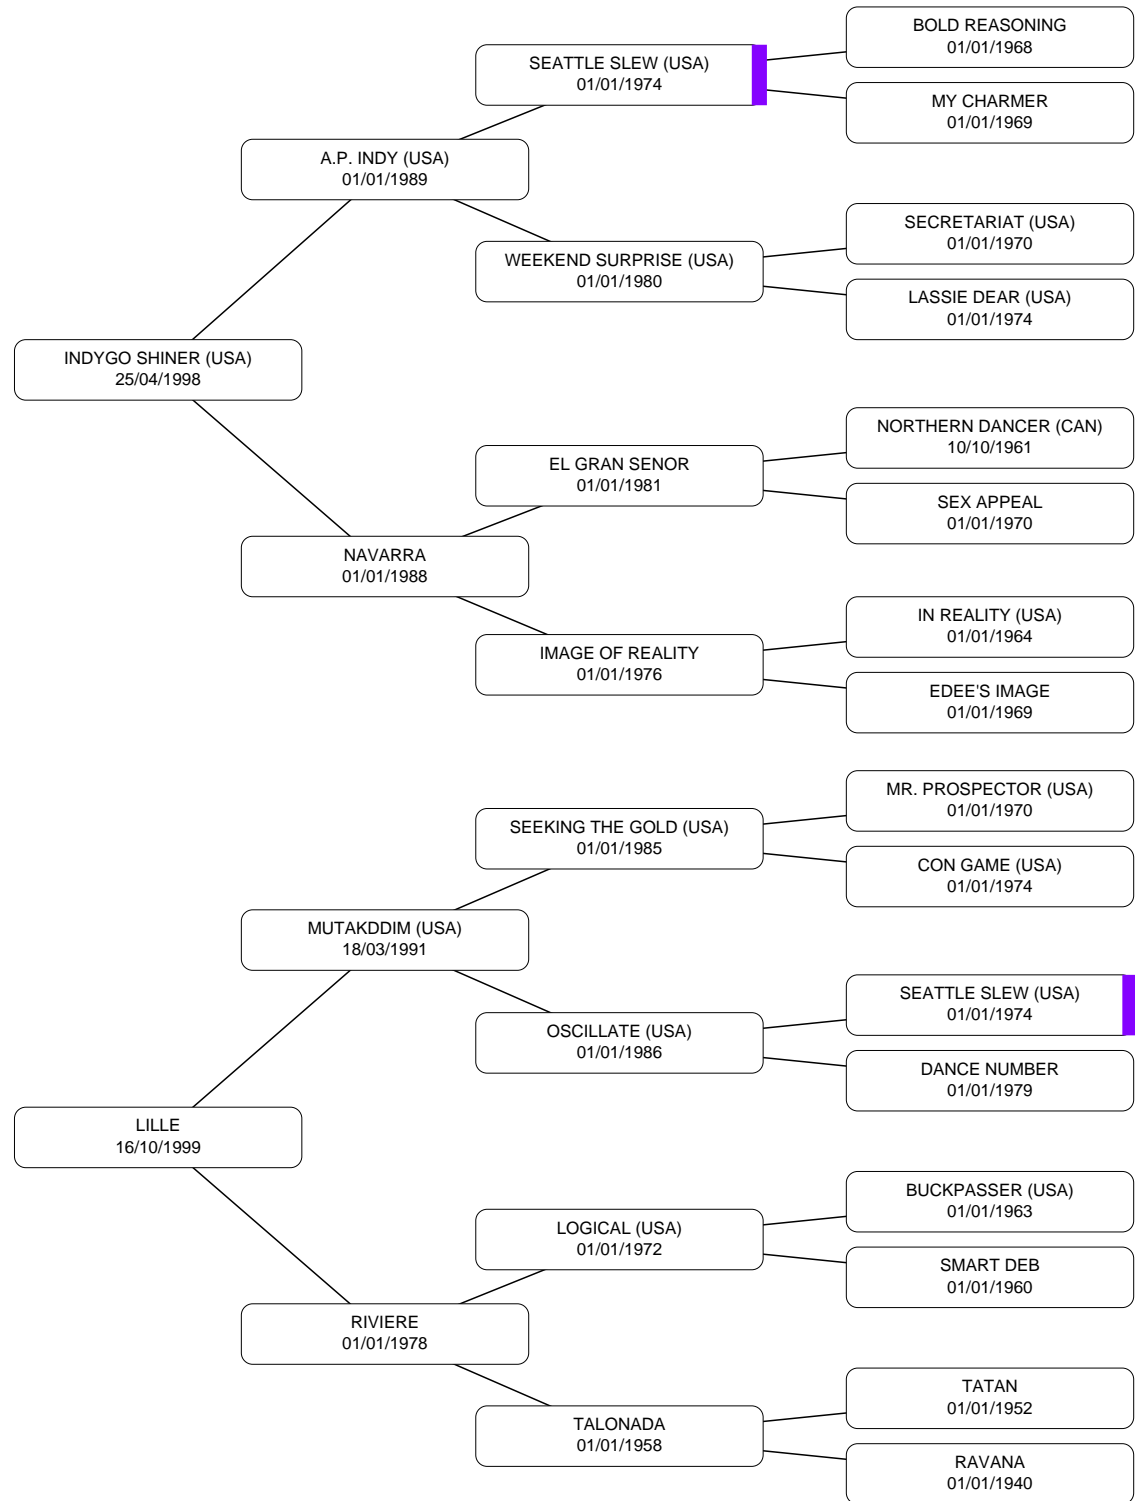 BOLD REASONING
01/01/1968
SEATTLE SLEW (USA)
01/01/1974
MY CHARMER
01/01/1969
A.P. INDY (USA)
01/01/1989
SECRETARIAT (USA)
01/01/1970
WEEKEND SURPRISE (USA)
01/01/1980
LASSIE DEAR (USA)
01/01/1974
INDYGO SHINER (USA)
25/04/1998
NORTHERN DANCER (CAN)
10/10/1961
EL GRAN SENOR
01/01/1981
SEX APPEAL
01/01/1970
NAVARRA
01/01/1988
IN REALITY (USA)
01/01/1964
IMAGE OF REALITY
01/01/1976
EDEE'S IMAGE
01/01/1969
MR. PROSPECTOR (USA)
01/01/1970
SEEKING THE GOLD (USA)
01/01/1985
CON GAME (USA)
01/01/1974
MUTAKDDIM (USA)
18/03/1991
SEATTLE SLEW (USA)
01/01/1974
OSCILLATE (USA)
01/01/1986
DANCE NUMBER
01/01/1979
LILLE
16/10/1999
BUCKPASSER (USA)
01/01/1963
LOGICAL (USA)
01/01/1972
SMART DEB
01/01/1960
RIVIERE
01/01/1978
TATAN
01/01/1952
TALONADA
01/01/1958
RAVANA
01/01/1940